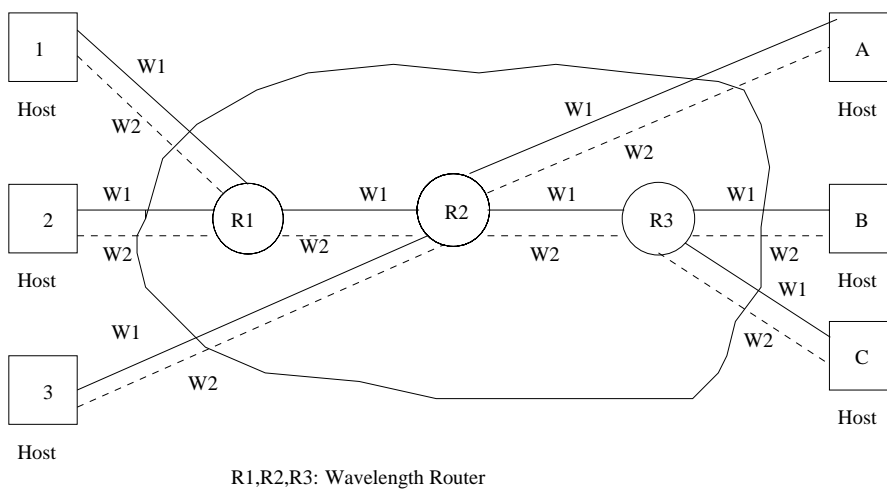 1
Host
W1
W2
A
Host
W1
W2
2
Host
W1
W2
R1
W1
W2
R2
W1
W2
R3
W1
W2
B
Host
3
Host
W1
W2
W1
W2
C
Host
R1,R2,R3: Wavelength Router